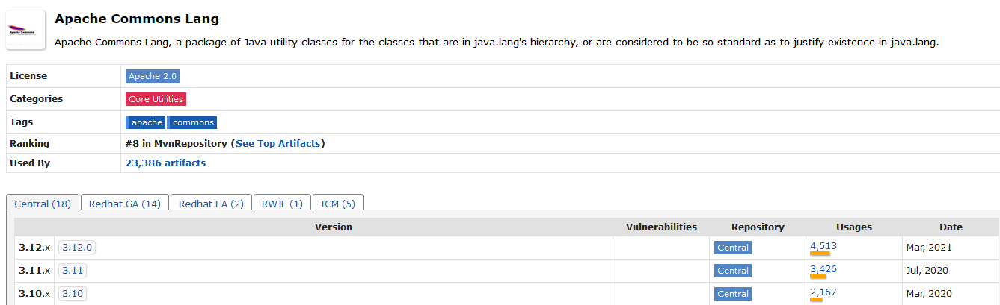 Apache Commons Lang
Apache Commons Lang, a package of Java utility classes for the classes that are in java.lang's hierarchy, or are considered to be so standard as to justify existence in java.lang.
License Apache 2.0
Categories Core Utilities
Tags apache commons
Ranking #8 in MvnRepository (See Top Artifacts)
Used By 23,386 artifacts
Central (18) Redhat GA (14) Redhat EA (2) RWJF (1) ICM (5)
Version Vulnerabilities Repository Usages Date
3.12.x 3.12.0 Central 4,513 Mar, 2021
3.11.x 3.11 Central 3,426 Jul, 2020
3.10.x 3.10 Central 2,167 Mar, 2020